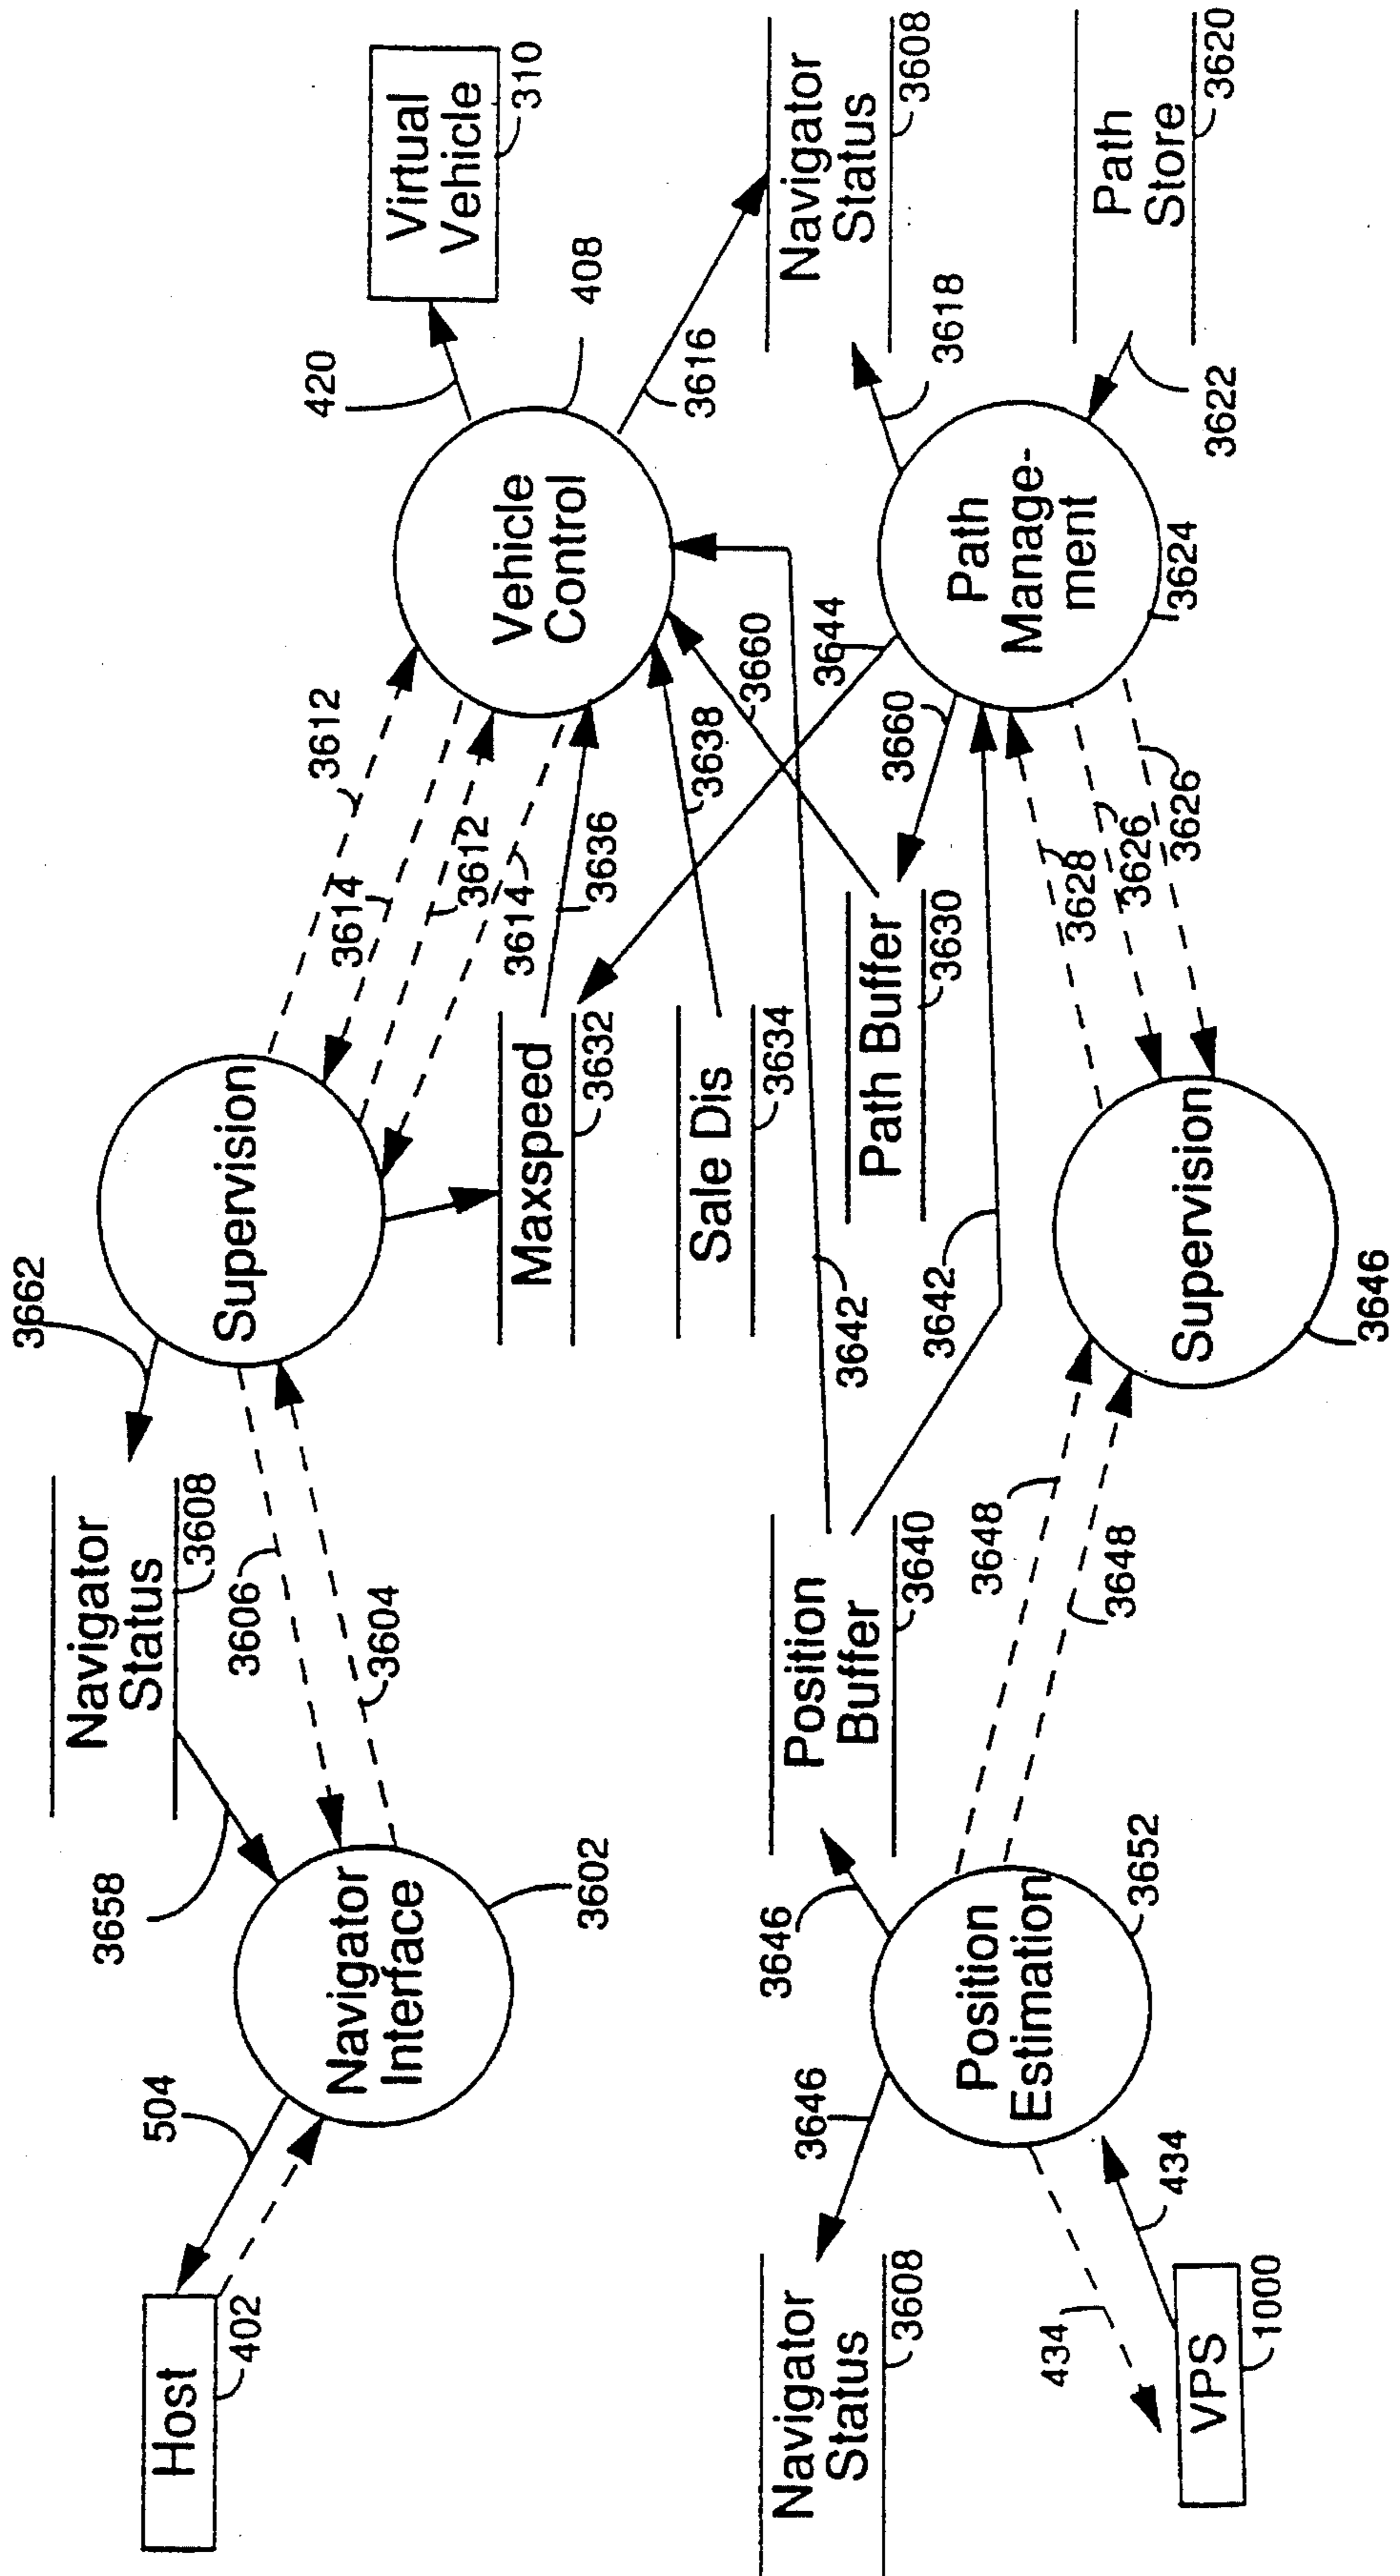 Host
402
504
Navigator
Interface
3602
3658
Navigator
Status
3608
3606
3604
3662
Supervision
3612
3614
3612
3614
Vehicle
Control
408
420
Virtual
Vehicle
310
3616
Navigator
Status
3608
3618
Path
Store
3620
3622
Maxspeed
3632
3636
Sale Dis
3634
3638
Path Buffer
3630
3660
3660
3644
Path
Manage-
ment
3624
3642
3642
3628
3626
3626
Navigator
Status
3608
3646
3646
Position
Buffer
3640
Position
Estimation
3652
3648
3648
Supervision
3646
434
434
VPS
1000